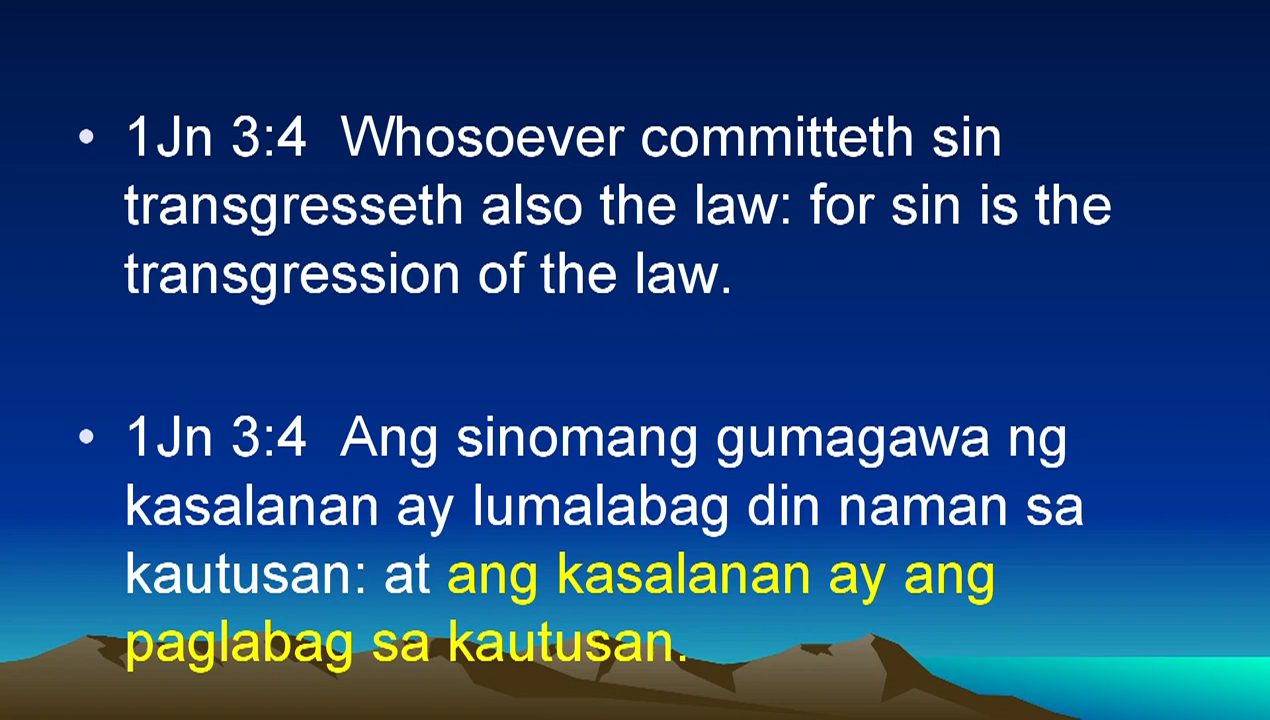 • 1Jn 3:4 Whosoever committeth sin
transgresseth also the law: for sin is the
transgression of the law.
• 1Jn 3:4 Ang sinomang gumagawa ng
kasalanan ay lumalabag din naman sa
kautusan: at ang kasalanan ay ang
paglabag sa kautusan.